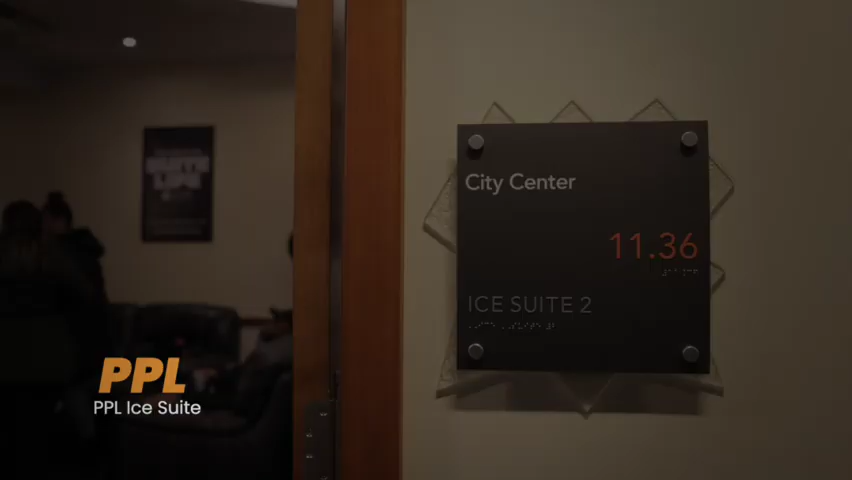 City Center
11.36
ICE SUITE 2
PPL
PPL Ice Suite